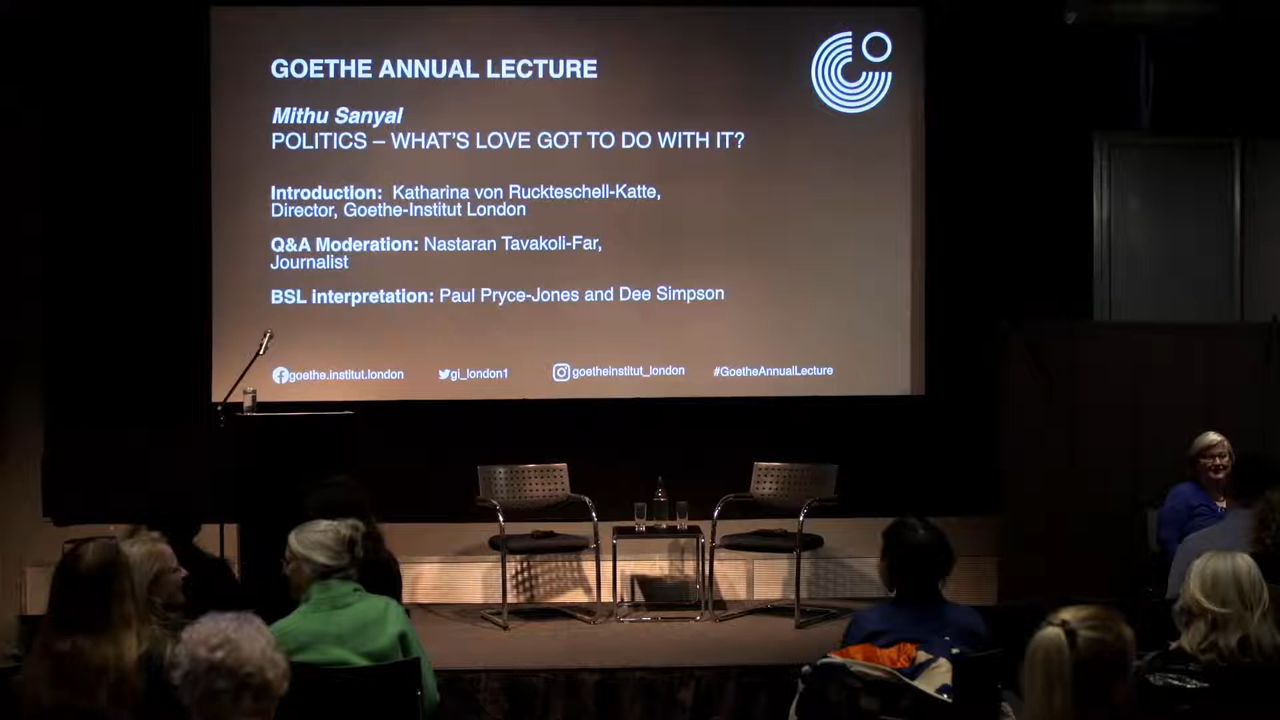 GOETHE ANNUAL LECTURE
Mithu Sanyal
POLITICS – WHAT'S LOVE GOT TO DO WITH IT?
Introduction: Katharina von Ruckteschell-Katte,
Director, Goethe-Institut London
Q&A Moderation: Nastaran Tavakoli-Far,
Journalist
BSL interpretation: Paul Pryce-Jones and Dee Simpson
goethe.institut.london gi_london1 goetheinstitut_london #GoetheAnnualLecture